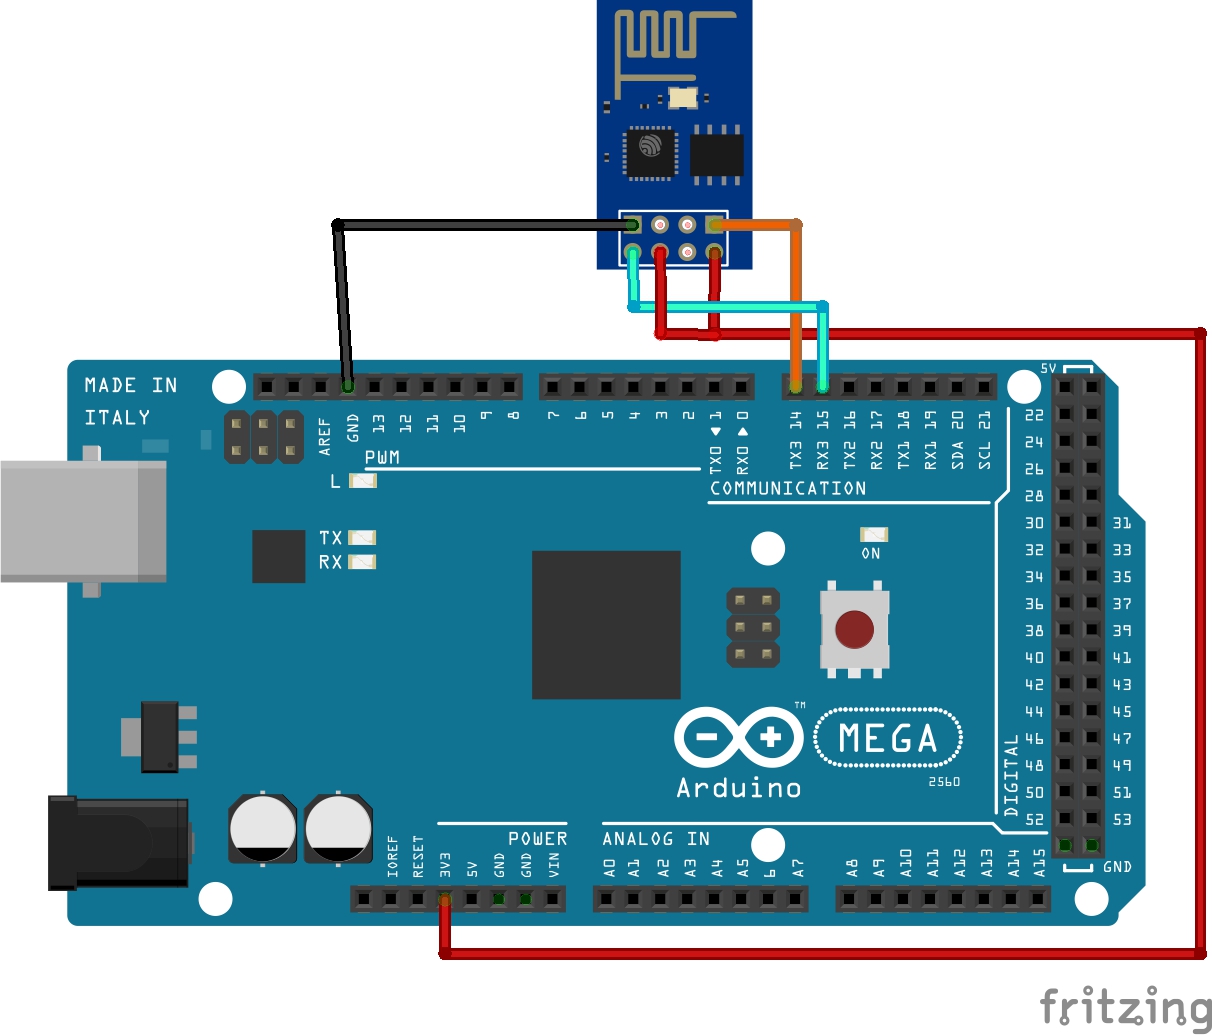 MADE IN
ITALY
AREF
GND
13
12
11
10
9
8
7
6
5
4
3
2
TX0 ▶ 1
RX0 ◀ 0
TX3 14
RX3 15
TX2 16
RX2 17
TX1 18
RX1 19
SDA 20
SCL 21
PWM
COMMUNICATION
L
TX
RX
ON
5V
22
24
26
28
30 31
32 33
34 35
36 37
38 39
40 41
42 43
44 45
46 47
48 49
50 51
52 53
GND
DIGITAL
TM
MEGA
2560
Arduino
POWER
ANALOG IN
IOREF
RESET
3V3
5V
GND
GND
VIN
A0
A1
A2
A3
A4
A5
6
A7
A8
A9
A10
A11
A12
A13
A14
A15
fritzing